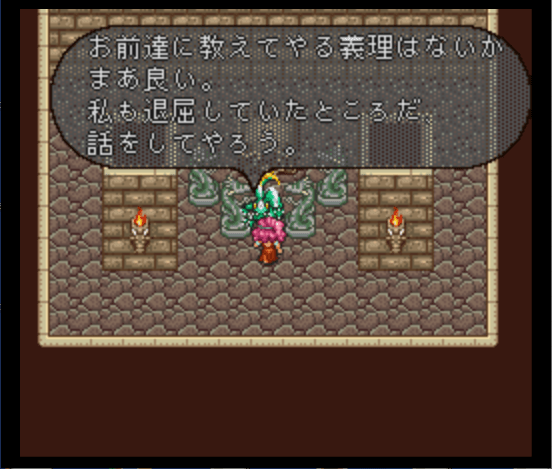 お前達に教えてやる義理はないが
まあ良い。
私も退屈していたところだ。
話をしてやろう。